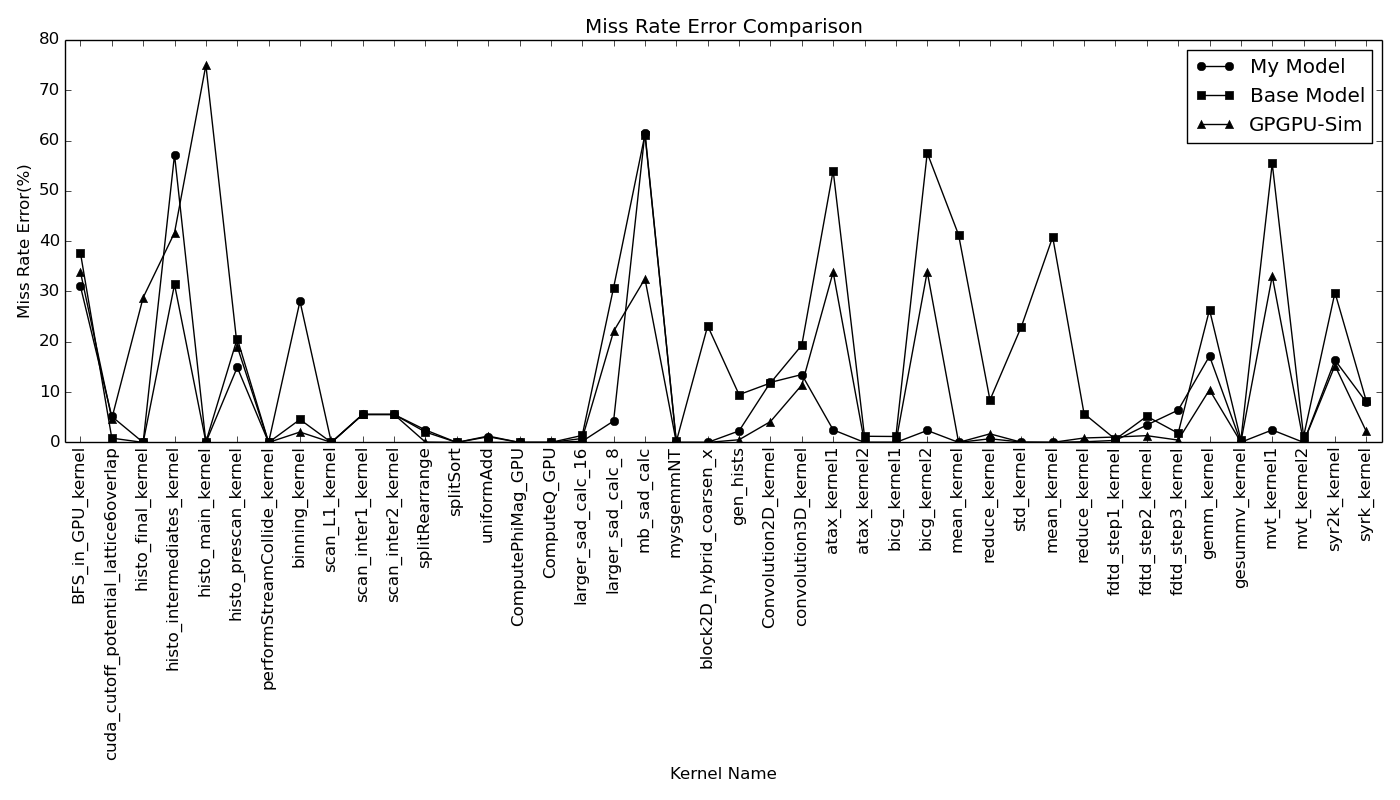 Miss Rate Error Comparison
80
70
60
50
40
30
20
10
0
Miss Rate Error(%)
My Model
Base Model
GPGPU-Sim
BFS_in_GPU_kernel
cuda_cutoff_potential_lattice6overlap
histo_final_kernel
histo_intermediates_kernel
histo_main_kernel
histo_prescan_kernel
performStreamCollide_kernel
binning_kernel
scan_L1_kernel
scan_inter1_kernel
scan_inter2_kernel
splitRearrange
splitSort
uniformAdd
ComputePhiMag_GPU
ComputeQ_GPU
larger_sad_calc_16
larger_sad_calc_8
mb_sad_calc
mysgemmNT
block2D_hybrid_coarsen_x
gen_hists
Convolution2D_kernel
convolution3D_kernel
atax_kernel1
atax_kernel2
bicg_kernel1
bicg_kernel2
mean_kernel
reduce_kernel
std_kernel
mean_kernel
reduce_kernel
fdtd_step1_kernel
fdtd_step2_kernel
fdtd_step3_kernel
gemm_kernel
gesummv_kernel
mvt_kernel1
mvt_kernel2
syr2k_kernel
syrk_kernel
Kernel Name